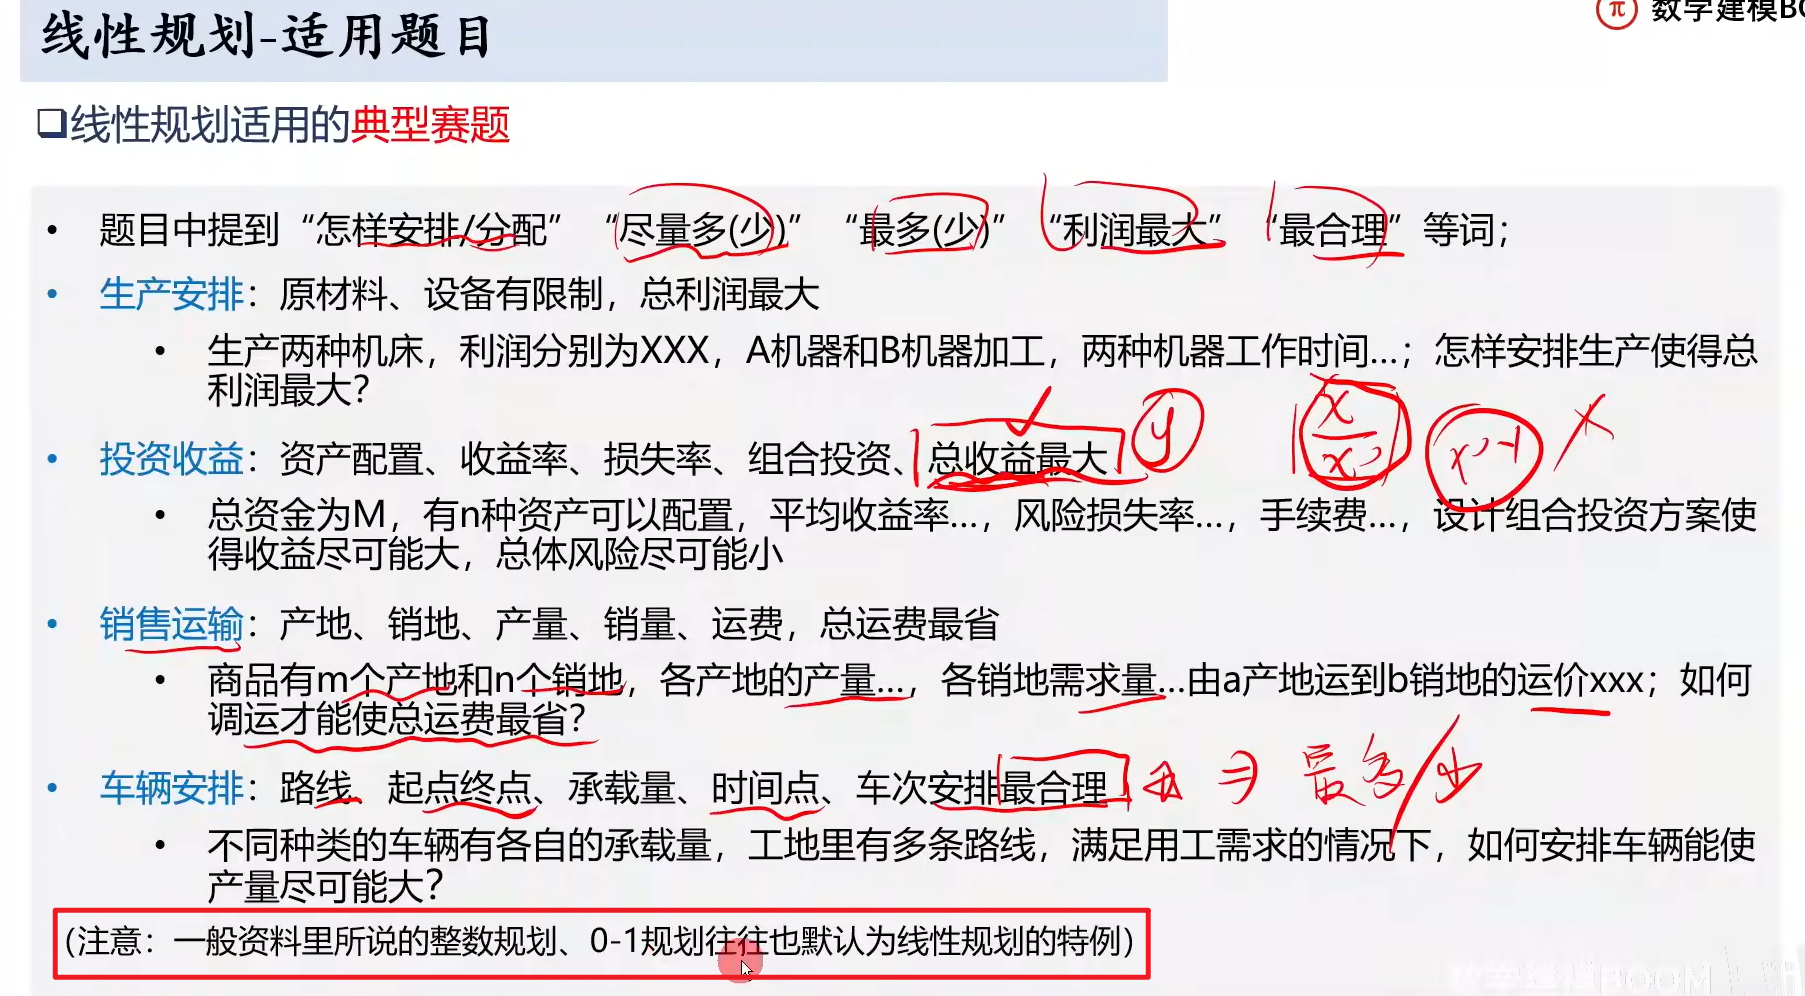 线性规划-适用题目
数学建模BO
线性规划适用的典型赛题
• 题目中提到“怎样安排/分配”“尽量多(少)”“最多(少)”“利润最大”“最合理”等词；
• 生产安排：原材料、设备有限制，总利润最大
• 生产两种机床，利润分别为XXX，A机器和B机器加工，两种机器工作时间...；怎样安排生产使得总
利润最大？
• 投资收益：资产配置、收益率、损失率、组合投资、总收益最大
y
• 总资金为M，有n种资产可以配置，平均收益率...，风险损失率...，手续费...，设计组合投资方案使
得收益尽可能大，总体风险尽可能小
• 销售运输：产地、销地、产量、销量、运费，总运费最省
• 商品有m个产地和n个销地，各产地的产量...，各销地需求量...由a产地运到b销地的运价xxx；如何
调运才能使总运费最省？
• 车辆安排：路线、起点终点、承载量、时间点、车次安排最合理
最多/少
• 不同种类的车辆有各自的承载量，工地里有多条路线，满足用工需求的情况下，如何安排车辆能使
产量尽可能大？
(注意：一般资料里所说的整数规划、0-1规划往往也默认为线性规划的特例)
数学建模BOOM